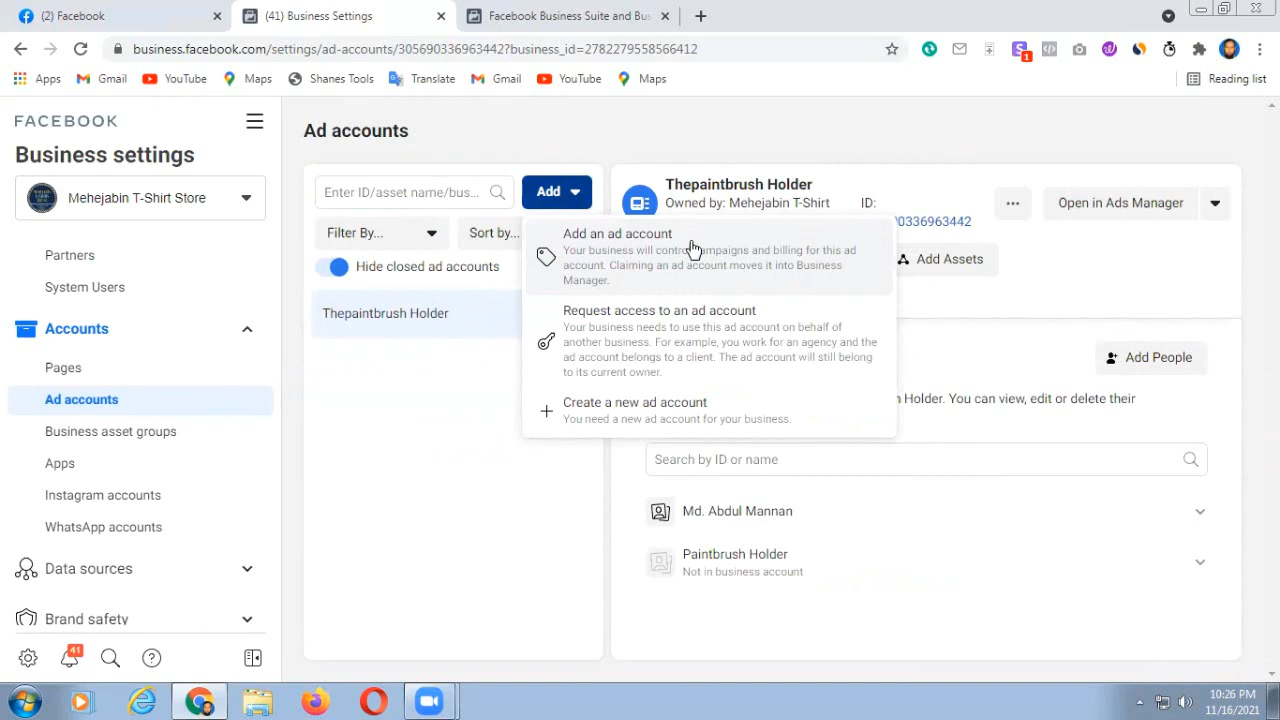 (2) Facebook
(41) Business Settings
Facebook Business Suite and Bus
business.facebook.com/settings/ad-accounts/305690336963442?business_id=2782279558566412
1
Apps
Gmail
YouTube
Maps
Shanes Tools
Translate
Gmail
YouTube
Maps
Reading list
FACEBOOK
Business settings
Mehejabin T-Shirt Store
Partners
System Users
Accounts
Pages
Ad accounts
Business asset groups
Apps
Instagram accounts
WhatsApp accounts
Data sources
Brand safety
41
Ad accounts
Enter ID/asset name/bus...
Add
Filter By...
Sort by...
Hide closed ad accounts
Thepaintbrush Holder
Add an ad account
Your business will control campaigns and billing for this ad
account. Claiming an ad account moves it into Business
Manager.
Request access to an ad account
Your business needs to use this ad account on behalf of
another business. For example, you work for an agency and the
ad account belongs to a client. The ad account will still belong
to its current owner.
Create a new ad account
You need a new ad account for your business.
Thepaintbrush Holder
Owned by: Mehejabin T-Shirt
ID:
0336963442
...
Open in Ads Manager
Add Assets
Add People
Holder. You can view, edit or delete their
Search by ID or name
Md. Abdul Mannan
Paintbrush Holder
Not in business account
10:26 PM
11/16/2021